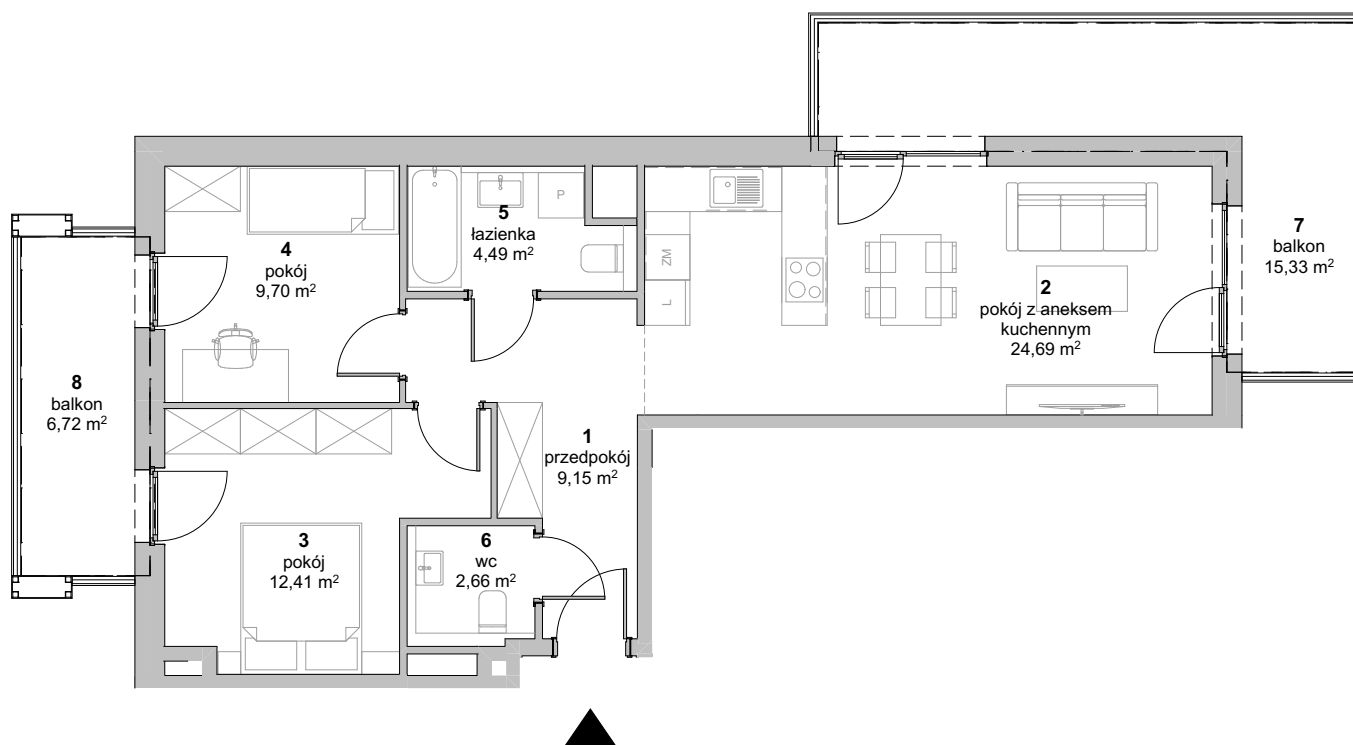 7
balkon
15,33 m²
5
łazienka
4,49 m²
P
4
pokój
9,70 m²
ZM
L
2
pokój z aneksem
kuchennym
24,69 m²
8
balkon
6,72 m²
1
przedpokój
9,15 m²
3
pokój
12,41 m²
6
wc
2,66 m²